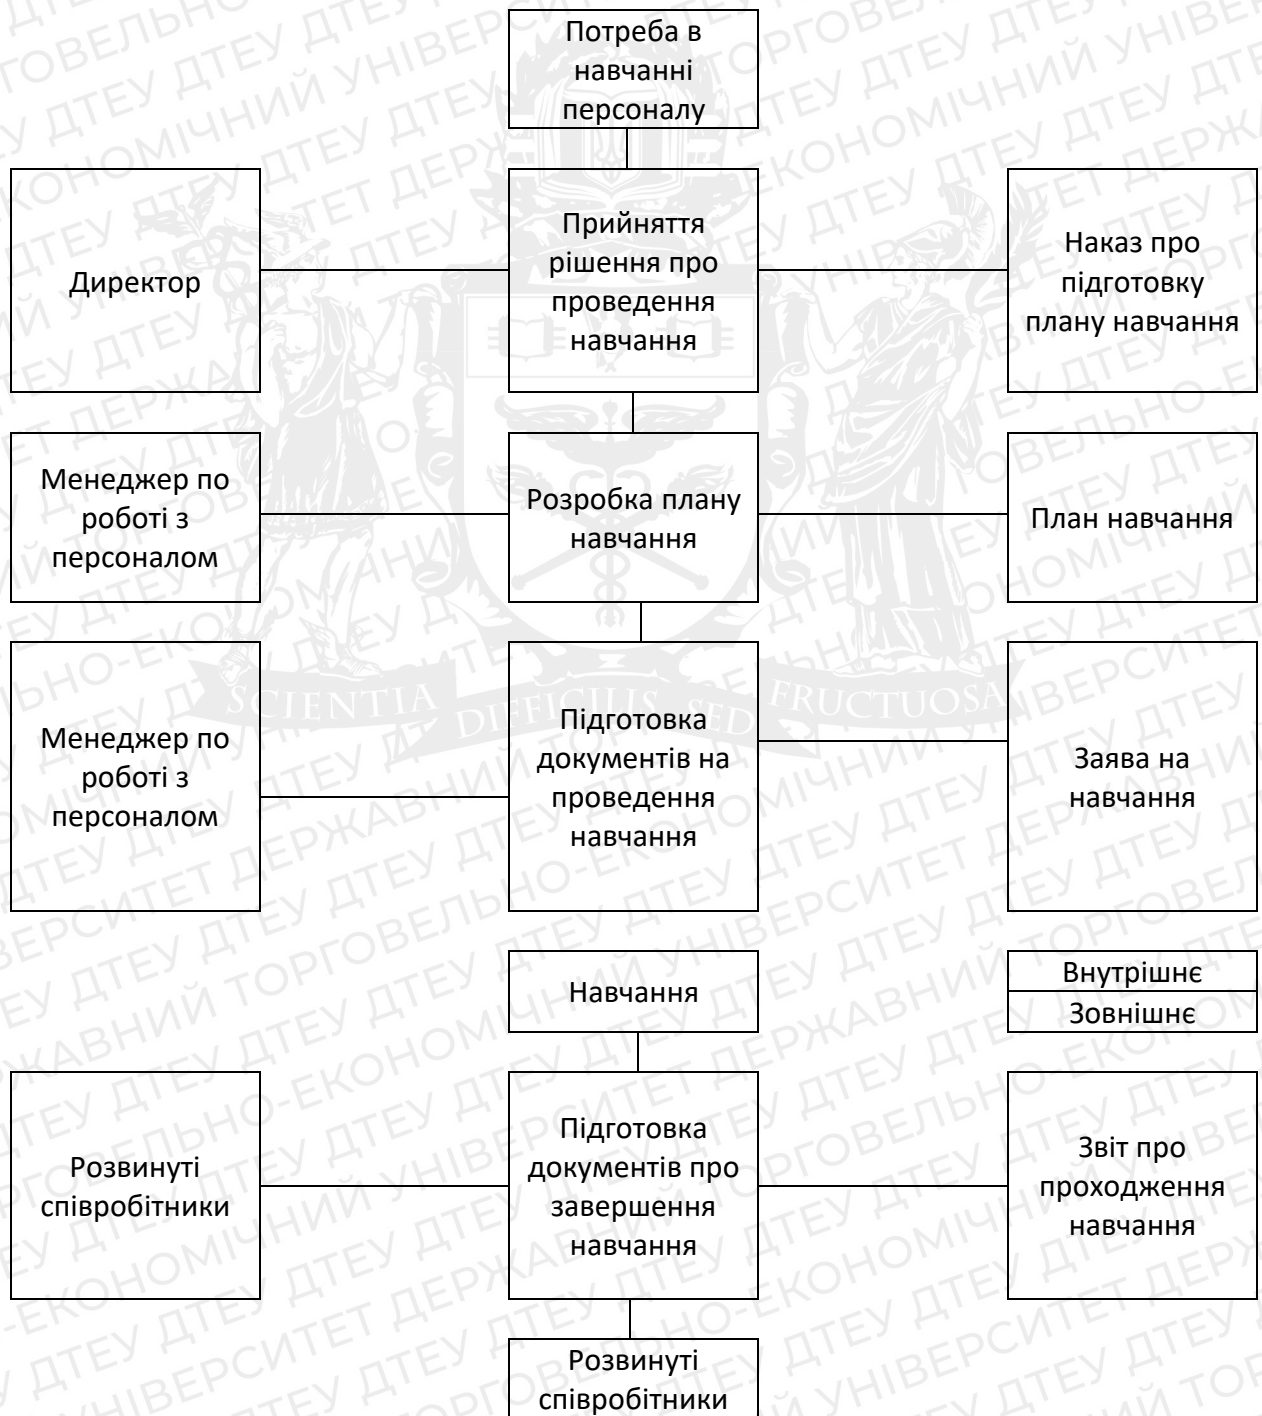 Потреба в
навчанні
персоналу
Директор
Прийняття
рішення про
проведення
навчання
Наказ про
підготовку
плану навчання
Менеджер по
роботі з
персоналом
Розробка плану
навчання
План навчання
Менеджер по
роботі з
персоналом
Підготовка
документів на
проведення
навчання
Заява на
навчання
Навчання
Внутрішнє
Зовнішнє
Розвинуті
співробітники
Підготовка
документів про
завершення
навчання
Звіт про
проходження
навчання
Розвинуті
співробітники
SCIENTIA DIFFICILIS SED FRUCTUOSA